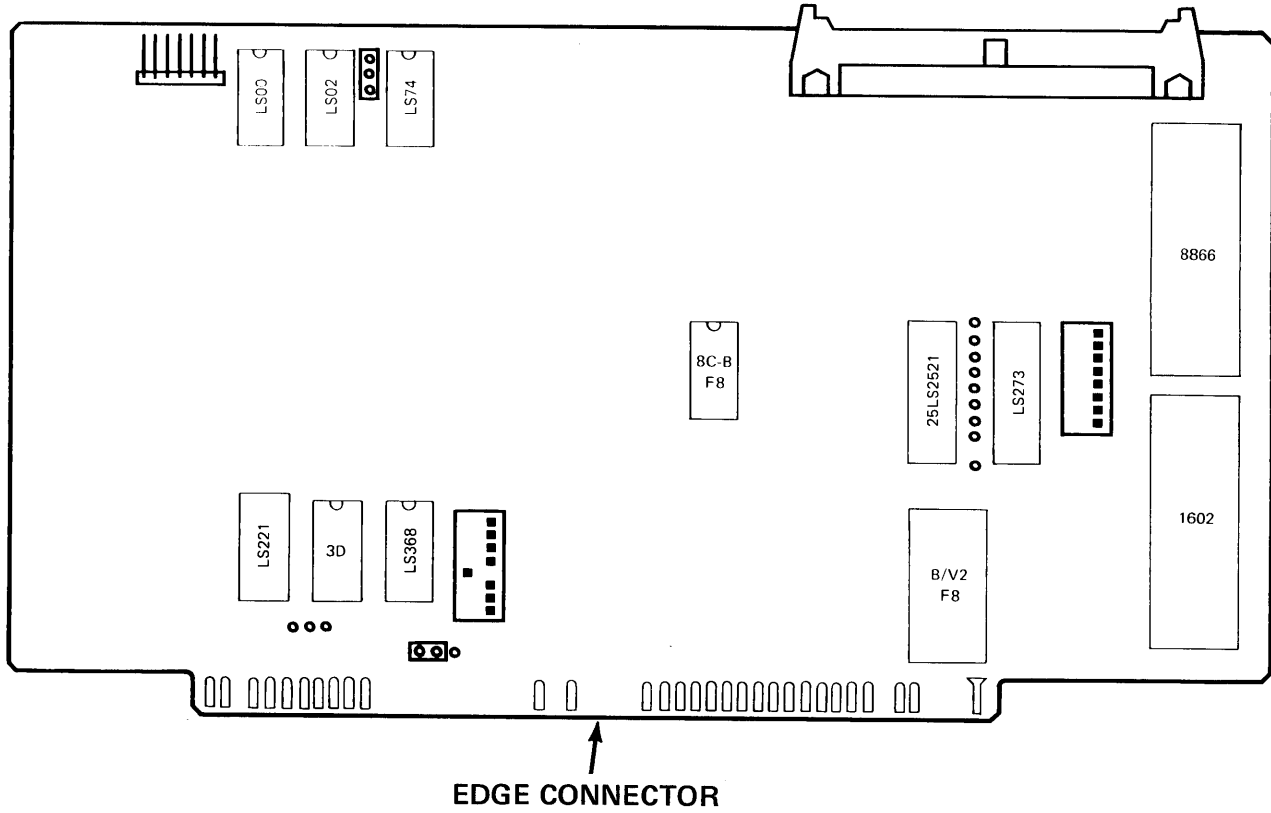 LS00
LS02
LS74
8866
8C-B
F8
25LS2521
LS273
1602
LS221
3D
LS368
B/V2
F8
EDGE CONNECTOR